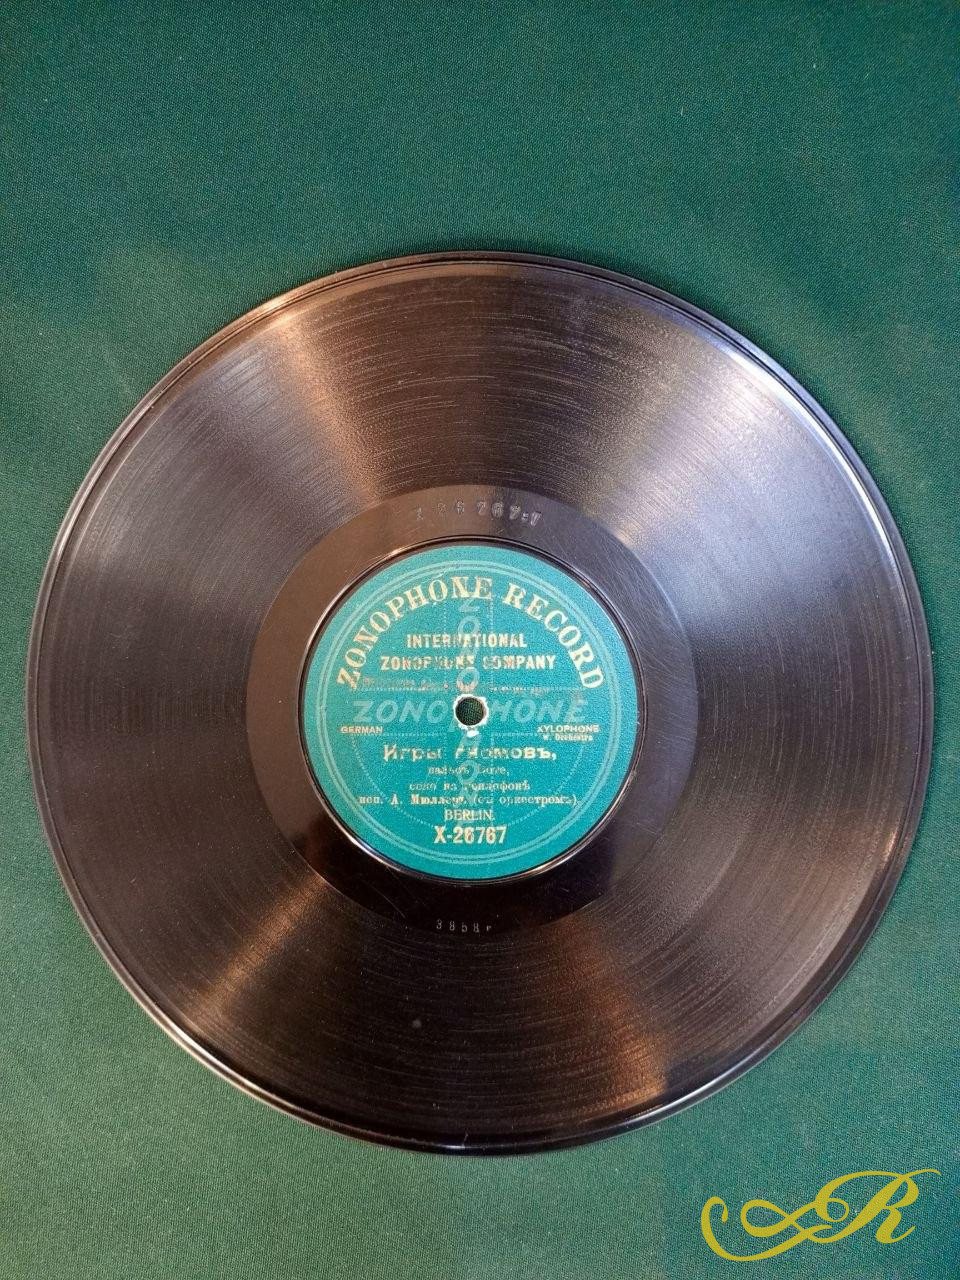 X 26767
ZONOPHONE RECORD
INTERNATIONAL
ZONOPHONE COMPANY
ZONOPHONE
GERMAN
XYLOPHONE
W. Orchestra
Игры гномовъ,
соло на ксилофонѣ
исп. А. Мюллеръ, (съ оркестромъ).
BERLIN.
X-26767
3858
R